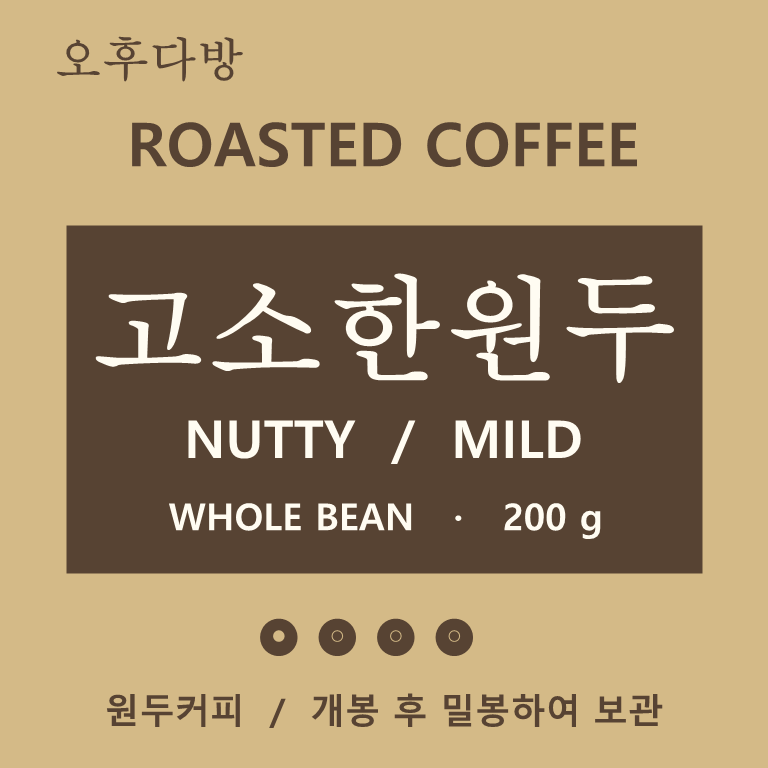 오후다방
ROASTED COFFEE
고소한원두
NUTTY / MILD
WHOLE BEAN · 200 g
원두커피 / 개봉 후 밀봉하여 보관